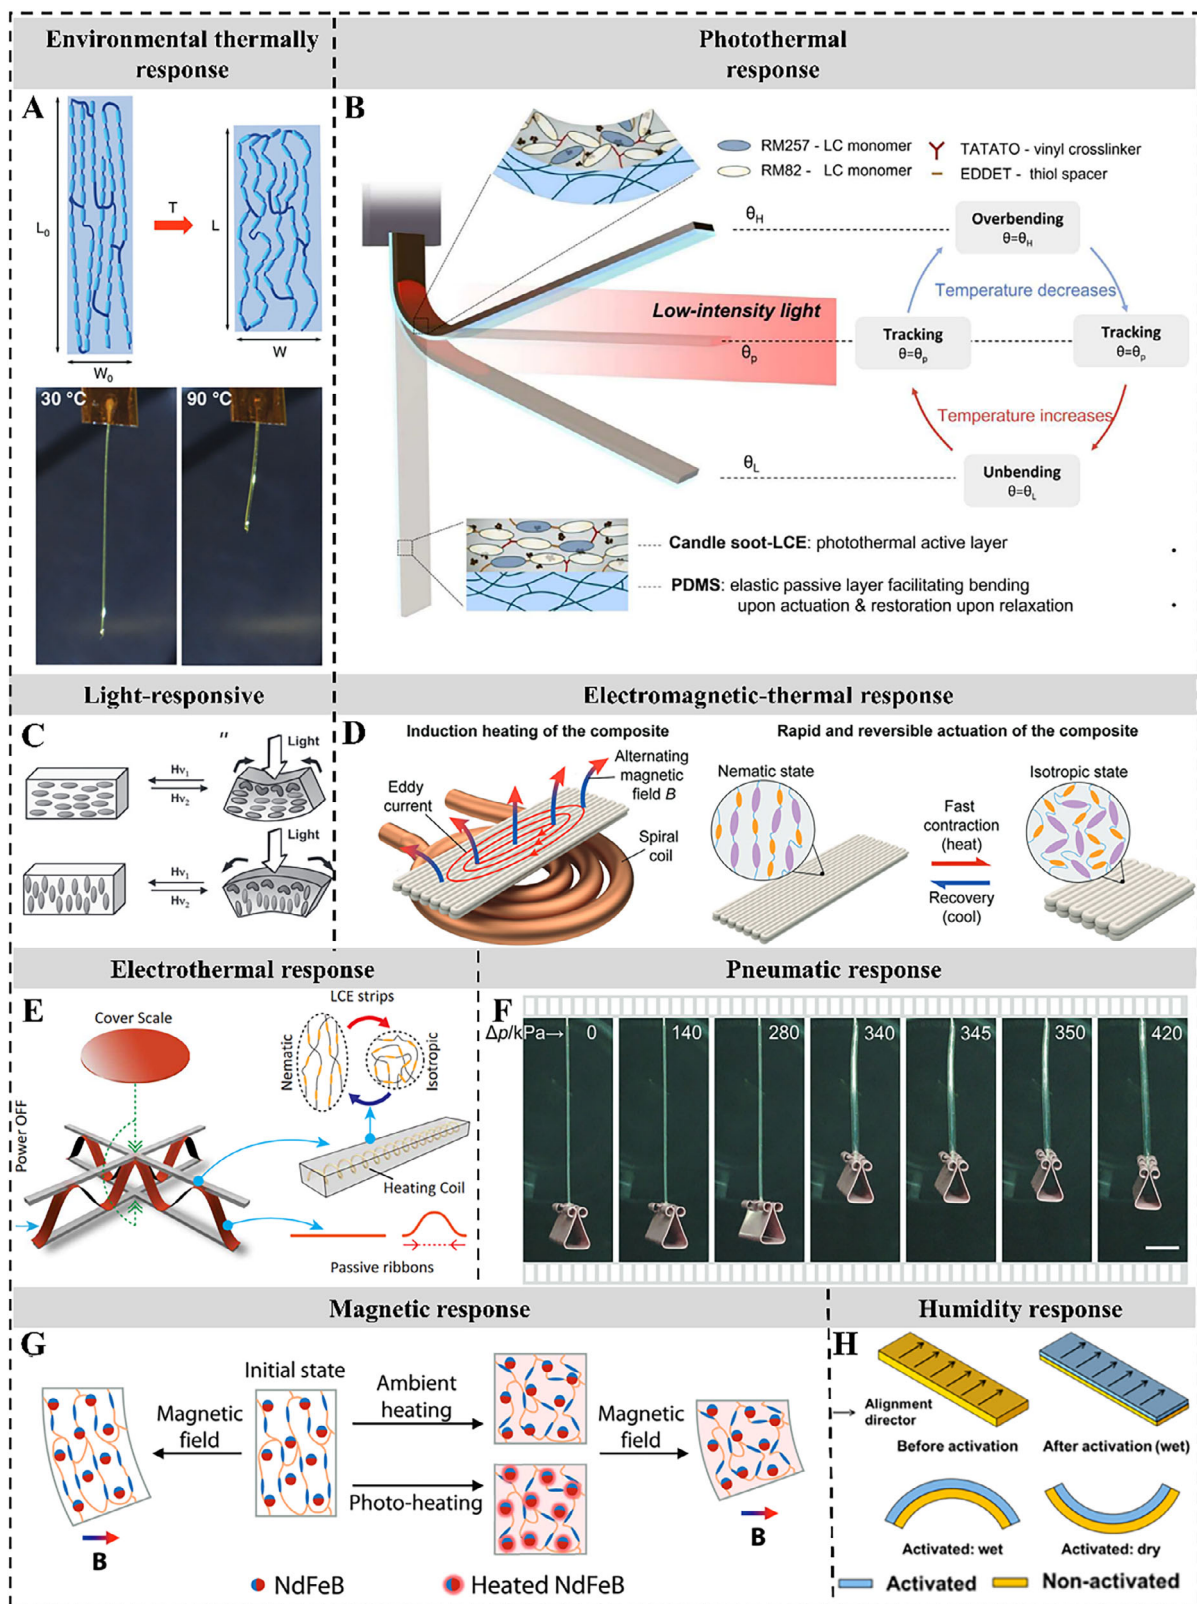 Environmental thermally
response
Photothermal
response
A
L₀
T
L
W₀
W
30 °C
90 °C
B
RM257 - LC monomer
RM82 - LC monomer
TATATO - vinyl crosslinker
EDDET - thiol spacer
θH
Low-intensity light
θp
θL
Overbending
θ=θH
Temperature decreases
Tracking
θ=θp
Tracking
θ=θp
Temperature increases
Unbending
θ=θL
Candle soot-LCE: photothermal active layer
PDMS: elastic passive layer facilitating bending
upon actuation & restoration upon relaxation
Light-responsive
Electromagnetic-thermal response
C
"
Light
Hν₁
Hν₂
Light
Hν₁
Hν₂
D
Induction heating of the composite
Eddy
current
Alternating
magnetic
field B
Spiral
coil
Rapid and reversible actuation of the composite
Nematic state
Isotropic state
Fast
contraction
(heat)
Recovery
(cool)
Electrothermal response
Pneumatic response
E
Cover Scale
Power OFF
LCE strips
Nematic
Isotropic
Heating Coil
Passive ribbons
F
Δp/kPa→ 0 140 280 340 345 350 420
Magnetic response
Humidity response
G
Initial state
Magnetic
field
Ambient
heating
Photo-heating
Magnetic
field
B
B
NdFeB
Heated NdFeB
H
Alignment
director
Before activation
After activation (wet)
Activated: wet
Activated: dry
Activated
Non-activated